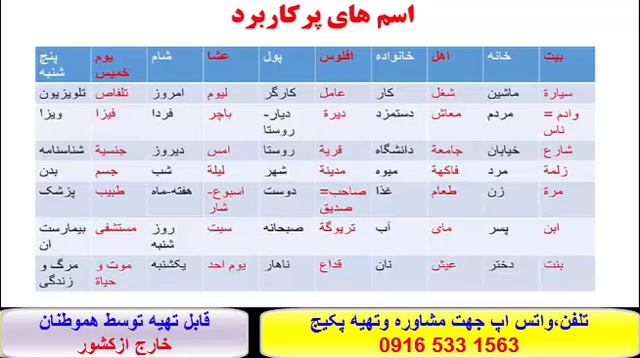 اسم های پرکاربرد
بیت خانه اهل خانواده افلوس پول عشا شام یوم خمیس پنج شنبه
سیارة ماشین شغل کار عامل کارگر لیوم امروز تلفاص تلویزیون
وادم = ناس مردم معاش دستمزد دیرة دیار- روستا باچر فردا فیزا ویزا
شارع خیابان جامعة دانشگاه قریة روستا امس دیروز جنسیة شناسنامه
زلمة مرد فاکهة میوه مدینة شهر لیلة شب جسم بدن
مرة زن طعام غذا صاحب= صدیق دوست اسبوع- شار هفته-ماه طبیب پزشک
ابن پسر مای آب تریوگة صبحانه سبت روز شنبه مستشفی بیمارست ان
بنت دختر عیش نان قداع ناهار یوم احد یکشنبه موت و حیاة مرگ و زندگی
تلفن،واتس اپ جهت مشاوره وتهیه پکیج
0916 533 1563
قابل تهیه توسط هموطنان
خارج ازکشور